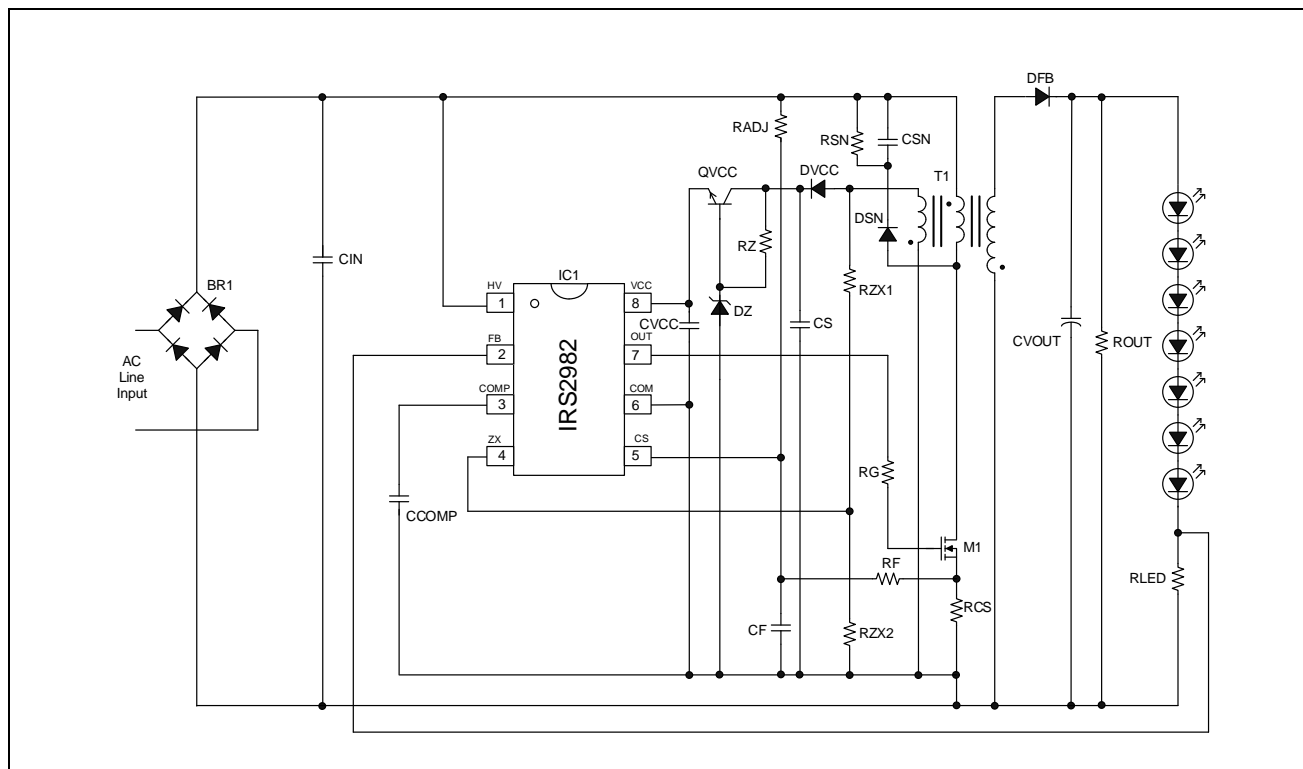 DFB
RADJ
RSN
CSN
QVCC
DVCC
T1
DSN
RZ
CIN
BR1
IC1
HV
VCC
1
8
RZX1
CVCC
DZ
CS
FB
OUT
2
7
CVOUT
ROUT
AC
Line
Input
IRS2982
COMP
COM
3
6
ZX
CS
4
5
RG
CCOMP
M1
RF
RLED
RCS
CF
RZX2